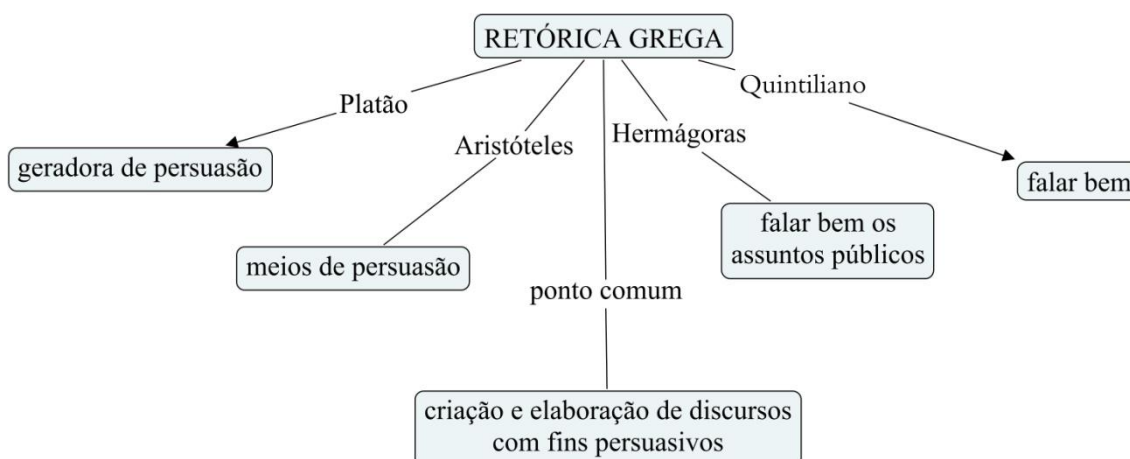 RETÓRICA GREGA
Platão
Aristóteles
Hermágoras
Quintiliano
geradora de persuasão
meios de persuasão
falar bem os
assuntos públicos
falar bem
ponto comum
criação e elaboração de discursos
com fins persuasivos